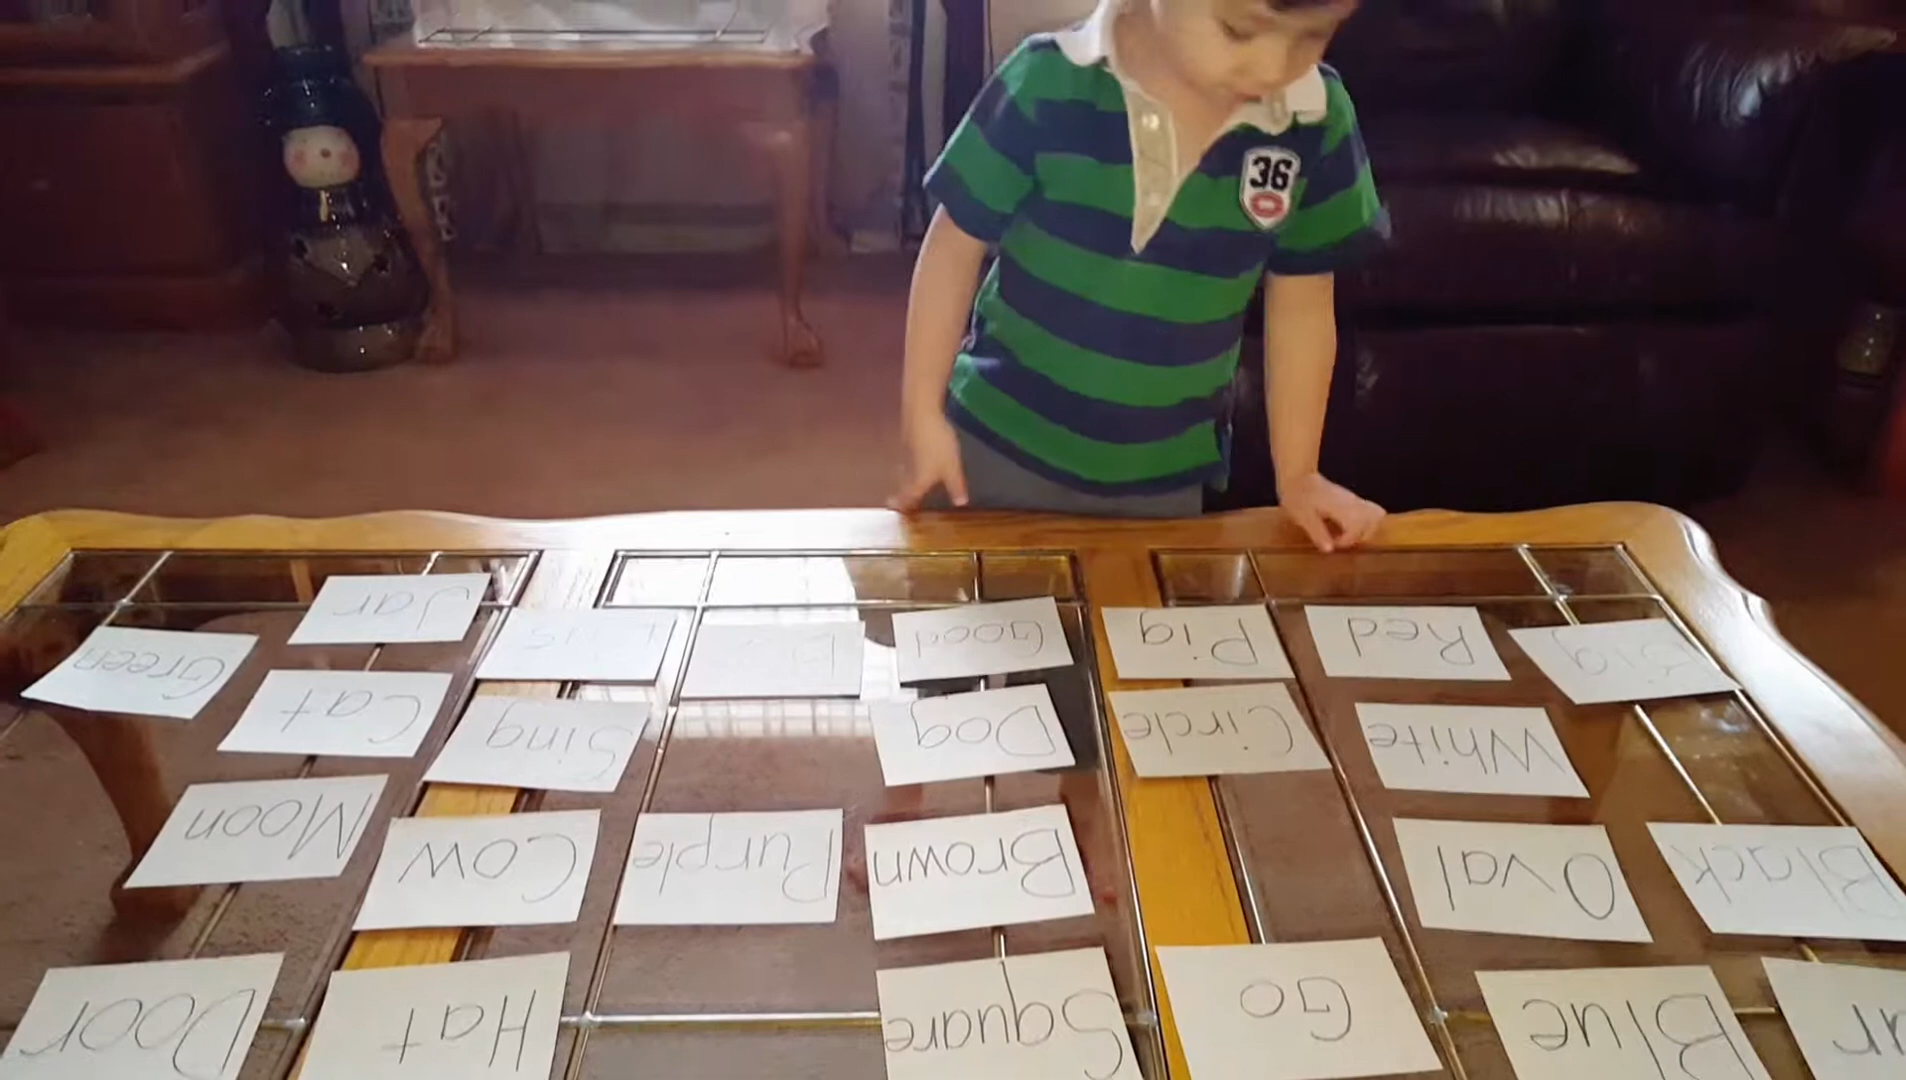 36
Jar
Green
Good
Pig
Red
Big
Cat
Sing
Dog
Circle
White
Moon
Cow
Purple
Brown
Oval
Black
Door
Hat
Square
Go
Blue